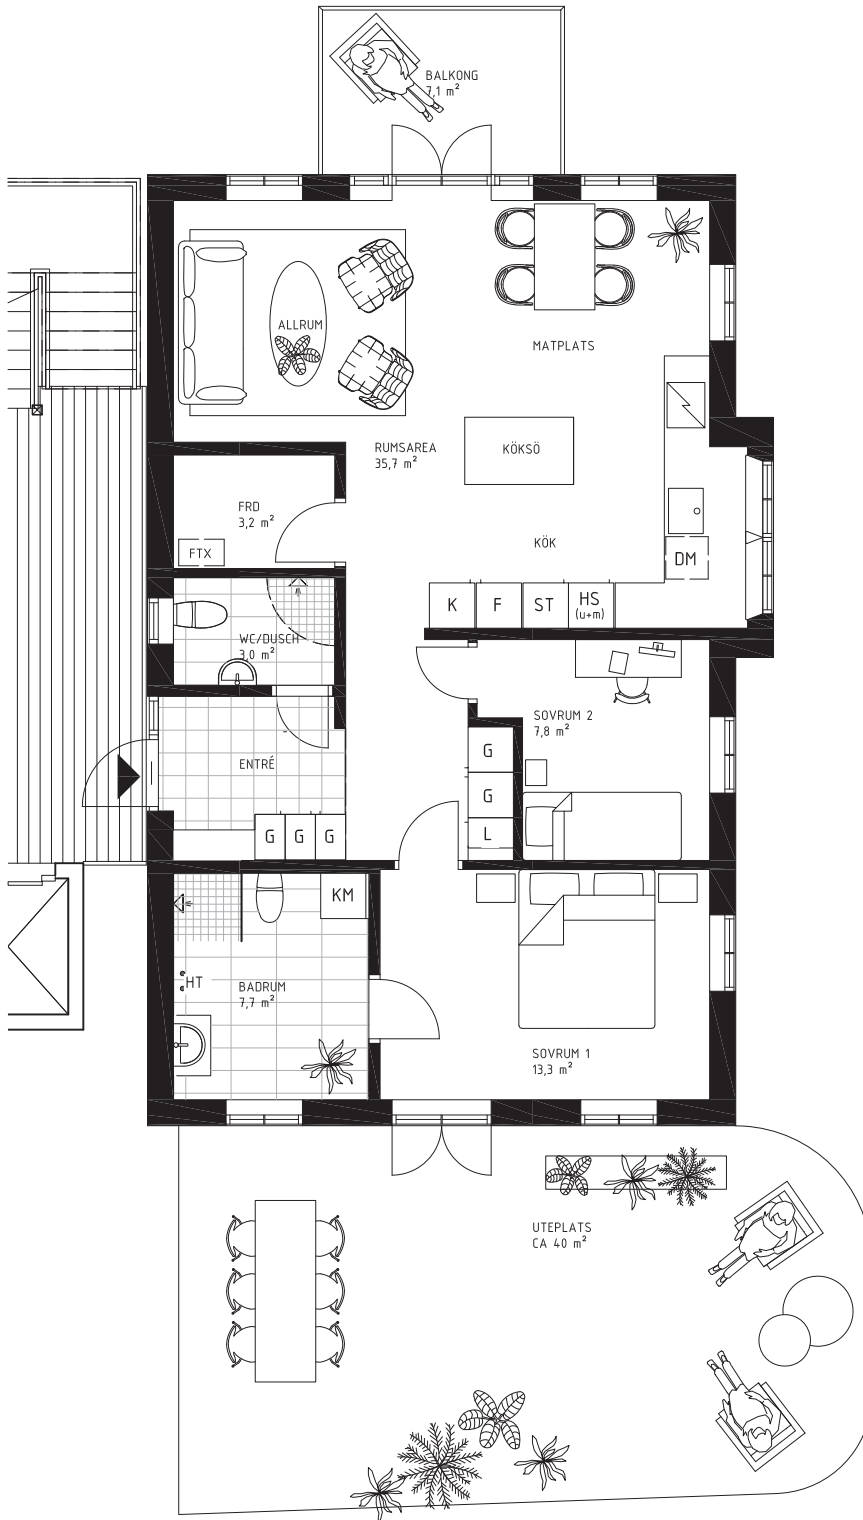 BALKONG
7,1 m²
ALLRUM
MATPLATS
RUMSAREA
35,7 m²
KÖKSÖ
FRD
3,2 m²
FTX
KÖK
DM
K
F
ST
HS
(u+m)
WC/DUSCH
3,0 m²
SOVRUM 2
7,8 m²
ENTRÉ
G
G
L
G
G
G
KM
HT
BADRUM
7,7 m²
SOVRUM 1
13,3 m²
UTEPLATS
CA 40 m²